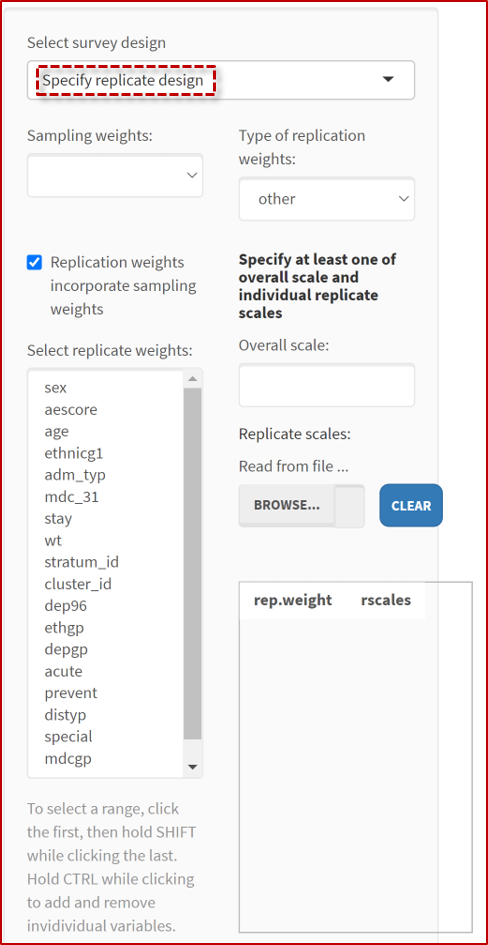 Select survey design
Specify replicate design
Sampling weights:
Type of replication
weights:
other
Replication weights
incorporate sampling
weights
Specify at least one of
overall scale and
individual replicate
scales
Select replicate weights:
Overall scale:
sex
aescore
age
ethnicg1
adm_typ
mdc_31
stay
wt
stratum_id
cluster_id
dep96
ethgp
depgp
acute
prevent
distyp
special
mdcgp
Replicate scales:
Read from file ...
BROWSE...
CLEAR
rep.weight rscales
To select a range, click
the first, then hold SHIFT
while clicking the last.
Hold CTRL while clicking
to add and remove
invidividual variables.